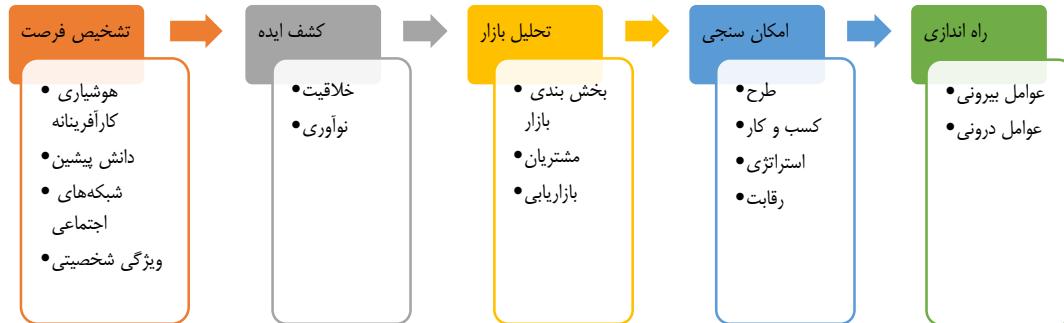 تشخیص فرصت
• هوشیاری
کارآفرینانه
• دانش پیشین
• شبکه‌های
اجتماعی
• ویژگی شخصیتی
کشف ایده
• خلاقیت
• نوآوری
تحلیل بازار
• بخش بندی
بازار
• مشتریان
• بازاریابی
امکان سنجی
• طرح
• کسب و کار
• استراتژی
• رقابت
راه اندازی
• عوامل بیرونی
• عوامل درونی